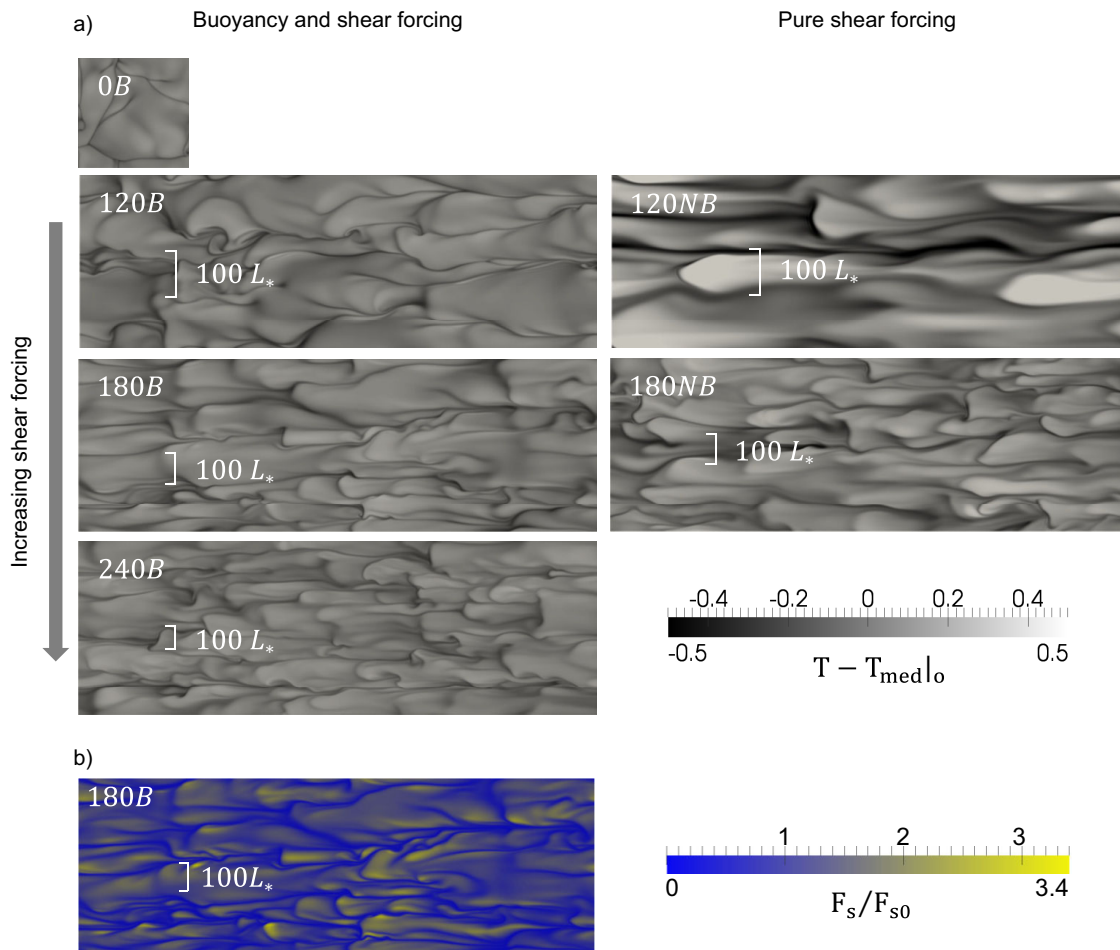 a)
Buoyancy and shear forcing
Pure shear forcing
0B
120B
100 L*
120NB
100 L*
Increasing shear forcing
180B
100 L*
180NB
100 L*
240B
100 L*
-0.4 -0.2 0 0.2 0.4
-0.5 0.5
T − Tmed|o
b)
180B
100L*
1 2 3
0 3.4
Fs/Fs0